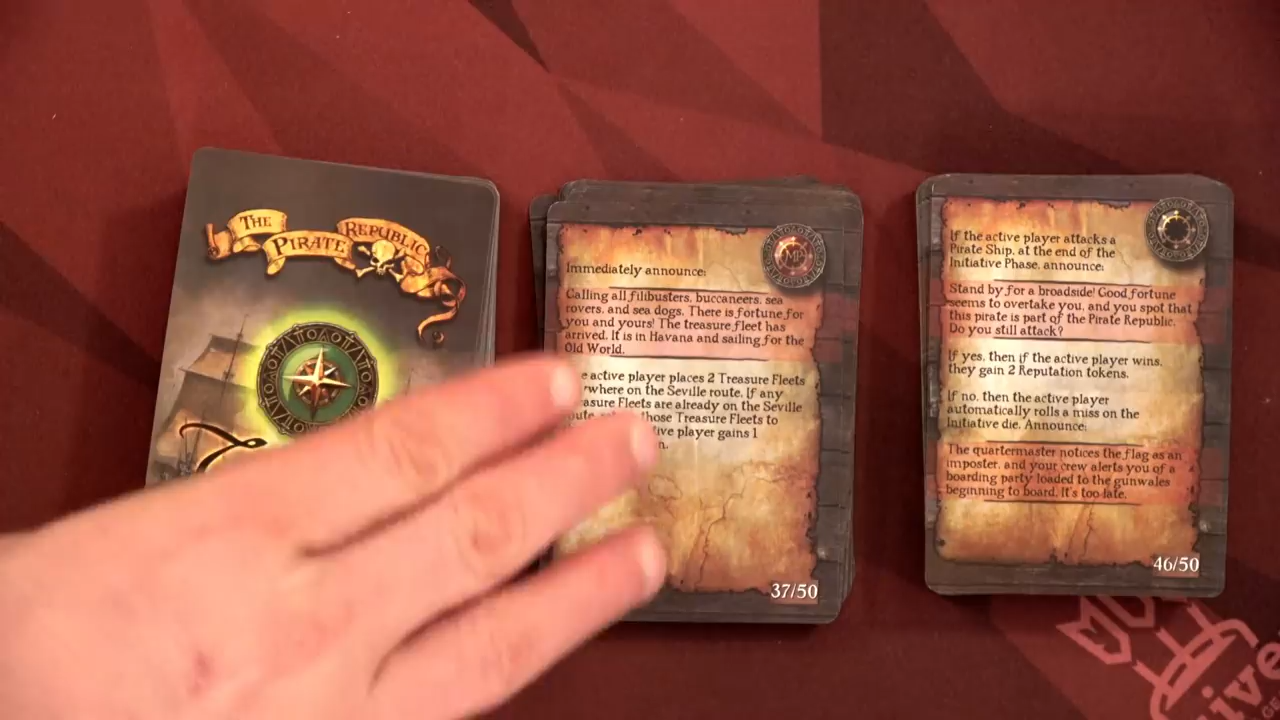 THE
PIRATE
REPUBLIC
Immediately announce:
Calling all filibusters, buccaneers, sea
rovers, and sea dogs. There is fortune for
you and yours! The treasure fleet has
arrived. It is in Havana and sailing for the
Old World.
active player places 2 Treasure Fleets
on the Seville route. If any
Fleets are already on the Seville
those Treasure Fleets to
player gains 1
MP
37/50
If the active player attacks a
Pirate Ship, at the end of the
Initiative Phase, announce:
Stand by for a broadside! Good fortune
seems to overtake you, and you spot that
this pirate is part of the Pirate Republic.
Do you still attack?
If yes, then if the active player wins,
they gain 2 Reputation tokens.
If no, then the active player
automatically rolls a miss on the
Initiative die. Announce:
The quartermaster notices the flag as an
imposter, and your crew alerts you of a
boarding party loaded to the gunwales
beginning to board. It's too late.
46/50